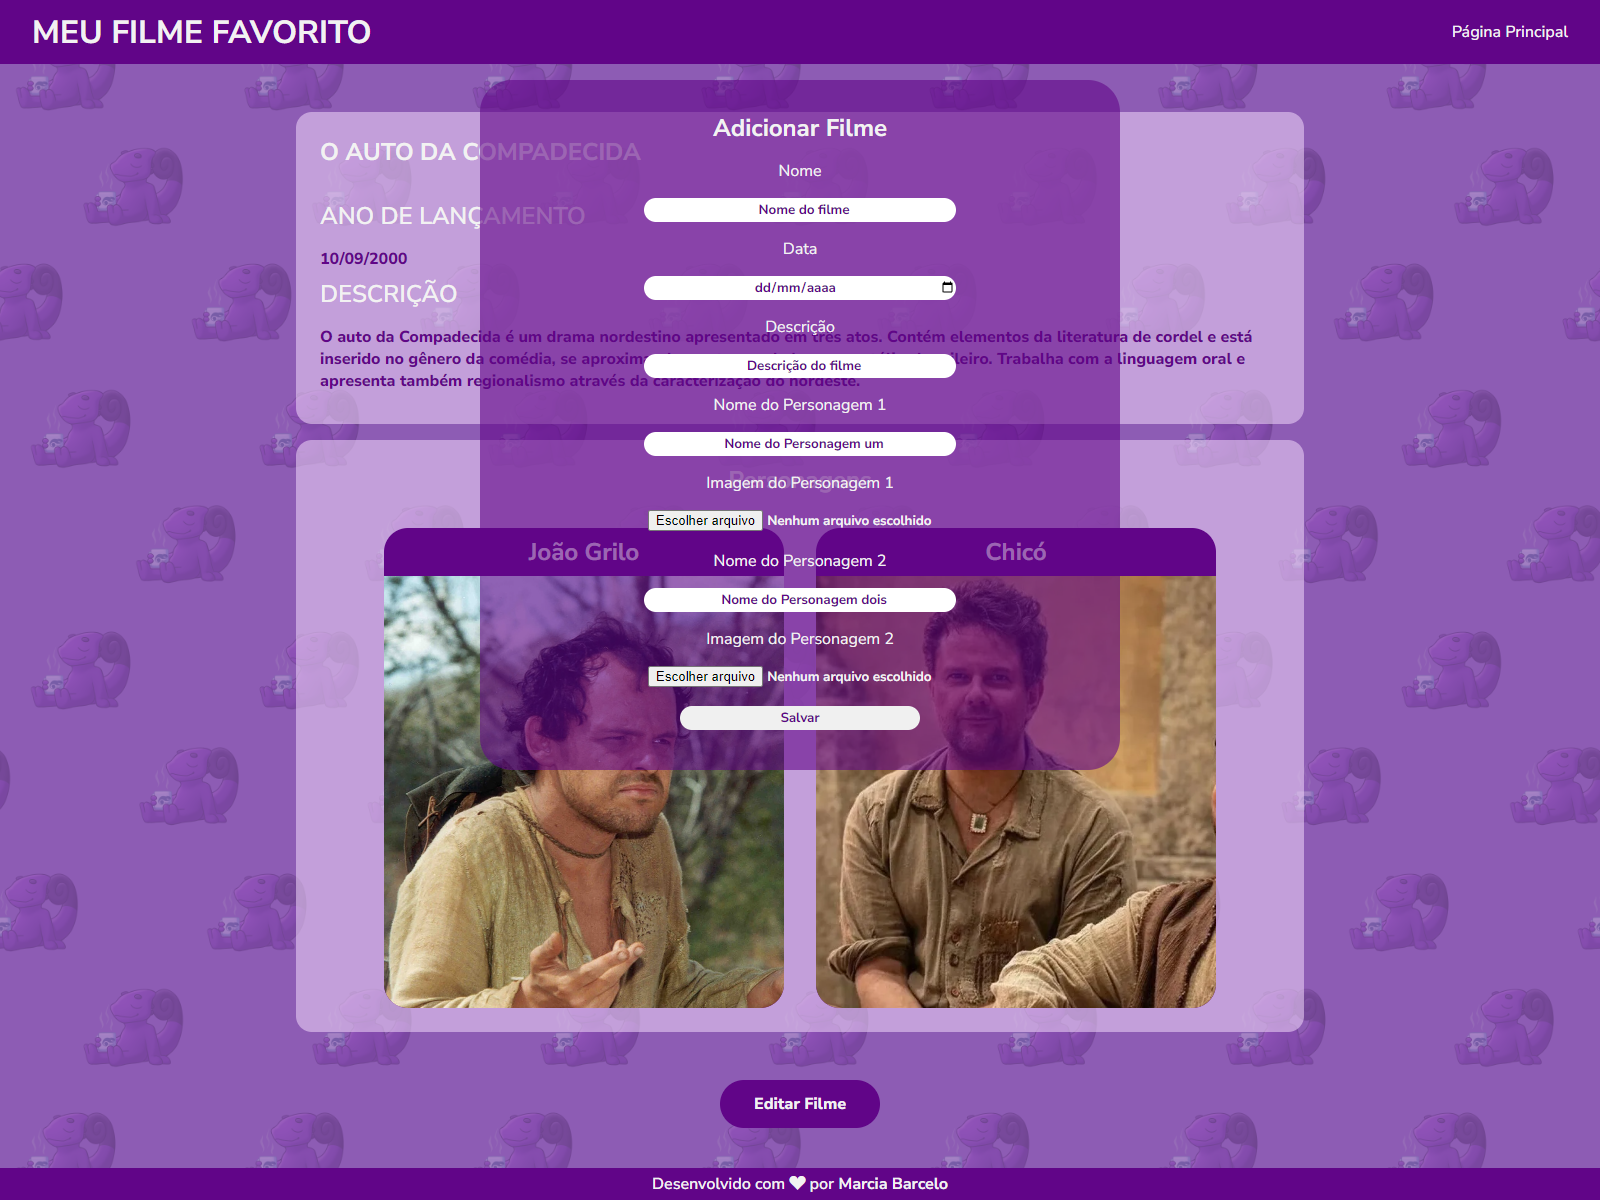 MEU FILME FAVORITO
Página Principal
Adicionar Filme
Nome
Nome do filme
Data
dd/mm/aaaa
Descrição
Descrição do filme
Nome do Personagem 1
Nome do Personagem um
Imagem do Personagem 1
Escolher arquivo Nenhum arquivo escolhido
Nome do Personagem 2
Nome do Personagem dois
Imagem do Personagem 2
Escolher arquivo Nenhum arquivo escolhido
Salvar
O AUTO DA COMPADECIDA
ANO DE LANÇAMENTO
10/09/2000
DESCRIÇÃO
O auto da Compadecida é um drama nordestino apresentado em três atos. Contém elementos da literatura de cordel e está
inserido no gênero da comédia, se Trabalha com a linguagem oral e
apresenta também regionalismo através da caracterização do nordeste.
Personagens
João Grilo
Chicó
Editar Filme
Desenvolvido com ♥ por Marcia Barcelo